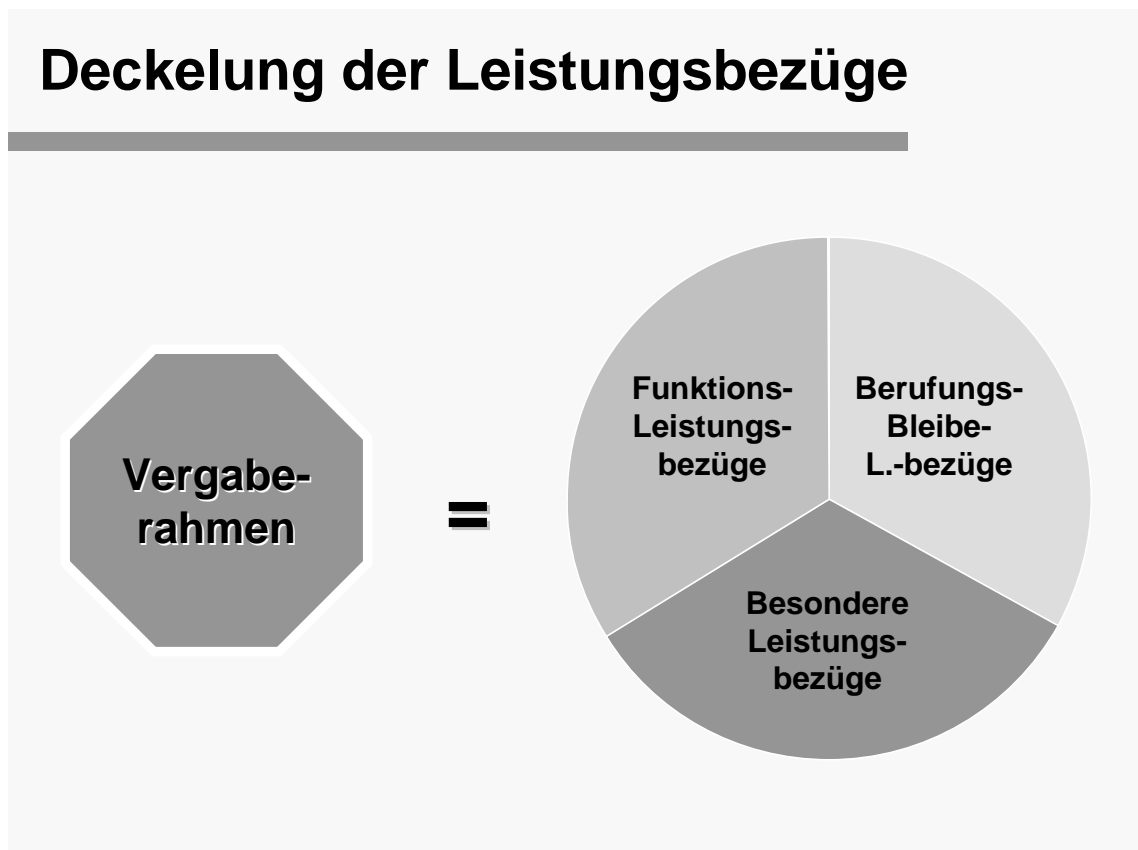 Deckelung der Leistungsbezüge
Vergabe-
rahmen
=
Funktions-
Leistungs-
bezüge
Berufungs-
Bleibe-
L.-bezüge
Besondere
Leistungs-
bezüge